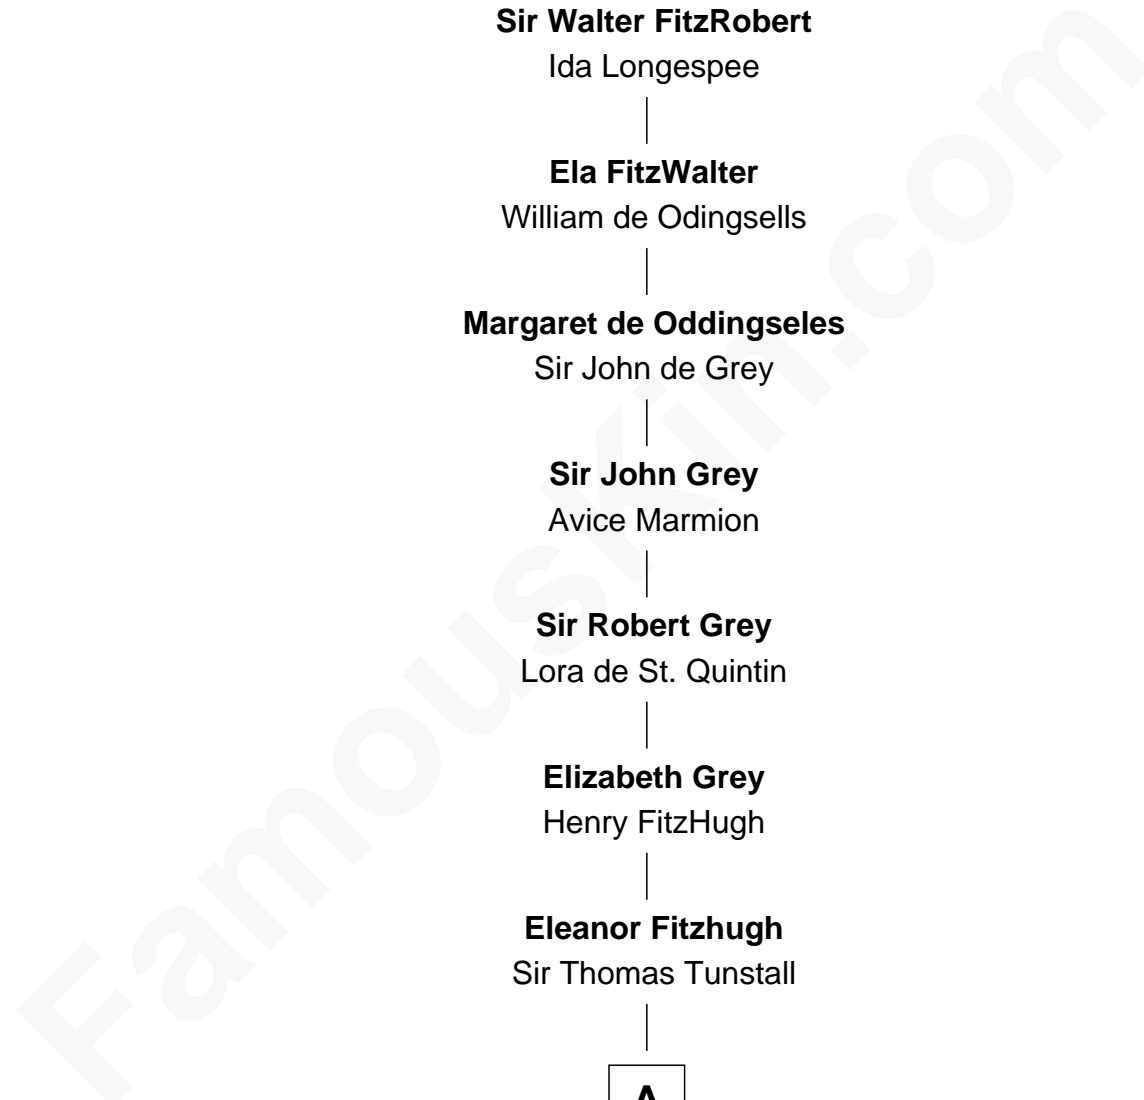 Sir Walter FitzRobert
Ida Longespee
Ela FitzWalter
William de Odingsells
Margaret de Oddingseles
Sir John de Grey
Sir John Grey
Avice Marmion
Sir Robert Grey
Lora de St. Quintin
Elizabeth Grey
Henry FitzHugh
Eleanor Fitzhugh
Sir Thomas Tunstall
A
FamousKin.com